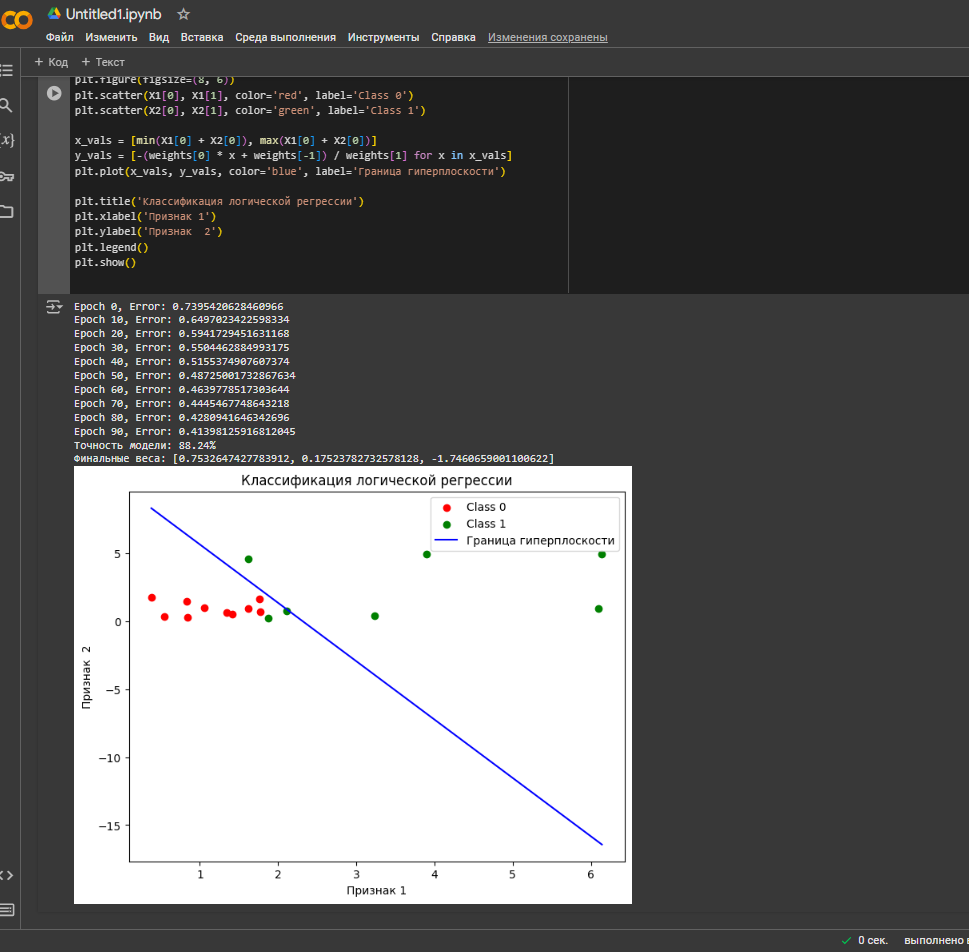 Untitled1.ipynb
Файл Изменить Вид Вставка Среда выполнения Инструменты Справка Изменения сохранены
+ Код + Текст
plt.figure(figsize=(8, 6))
plt.scatter(X1[0], X1[1], color='red', label='Class 0')
plt.scatter(X2[0], X2[1], color='green', label='Class 1')
x_vals = [min(X1[0] + X2[0]), max(X1[0] + X2[0])]
y_vals = [-(weights[0] * x + weights[-1]) / weights[1] for x in x_vals]
plt.plot(x_vals, y_vals, color='blue', label='Граница гиперплоскости')
plt.title('Классификация логической регрессии')
plt.xlabel('Признак 1')
plt.ylabel('Признак  2')
plt.legend()
plt.show()
Epoch 0, Error: 0.7395420628460966
Epoch 10, Error: 0.6497023422598334
Epoch 20, Error: 0.5941729451631168
Epoch 30, Error: 0.5504462884993175
Epoch 40, Error: 0.5155374907607374
Epoch 50, Error: 0.48725001732867634
Epoch 60, Error: 0.4639778517303644
Epoch 70, Error: 0.4445467748643218
Epoch 80, Error: 0.4280941646342696
Epoch 90, Error: 0.41398125916812045
Точность модели: 88.24%
Финальные веса: [0.7532647427783912, 0.17523782732578128, -1.7460659001100622]
Классификация логической регрессии
Class 0
Class 1
Граница гиперплоскости
5
0
−5
−10
−15
Признак  2
1 2 3 4 5 6
Признак 1
0 сек. выполнено